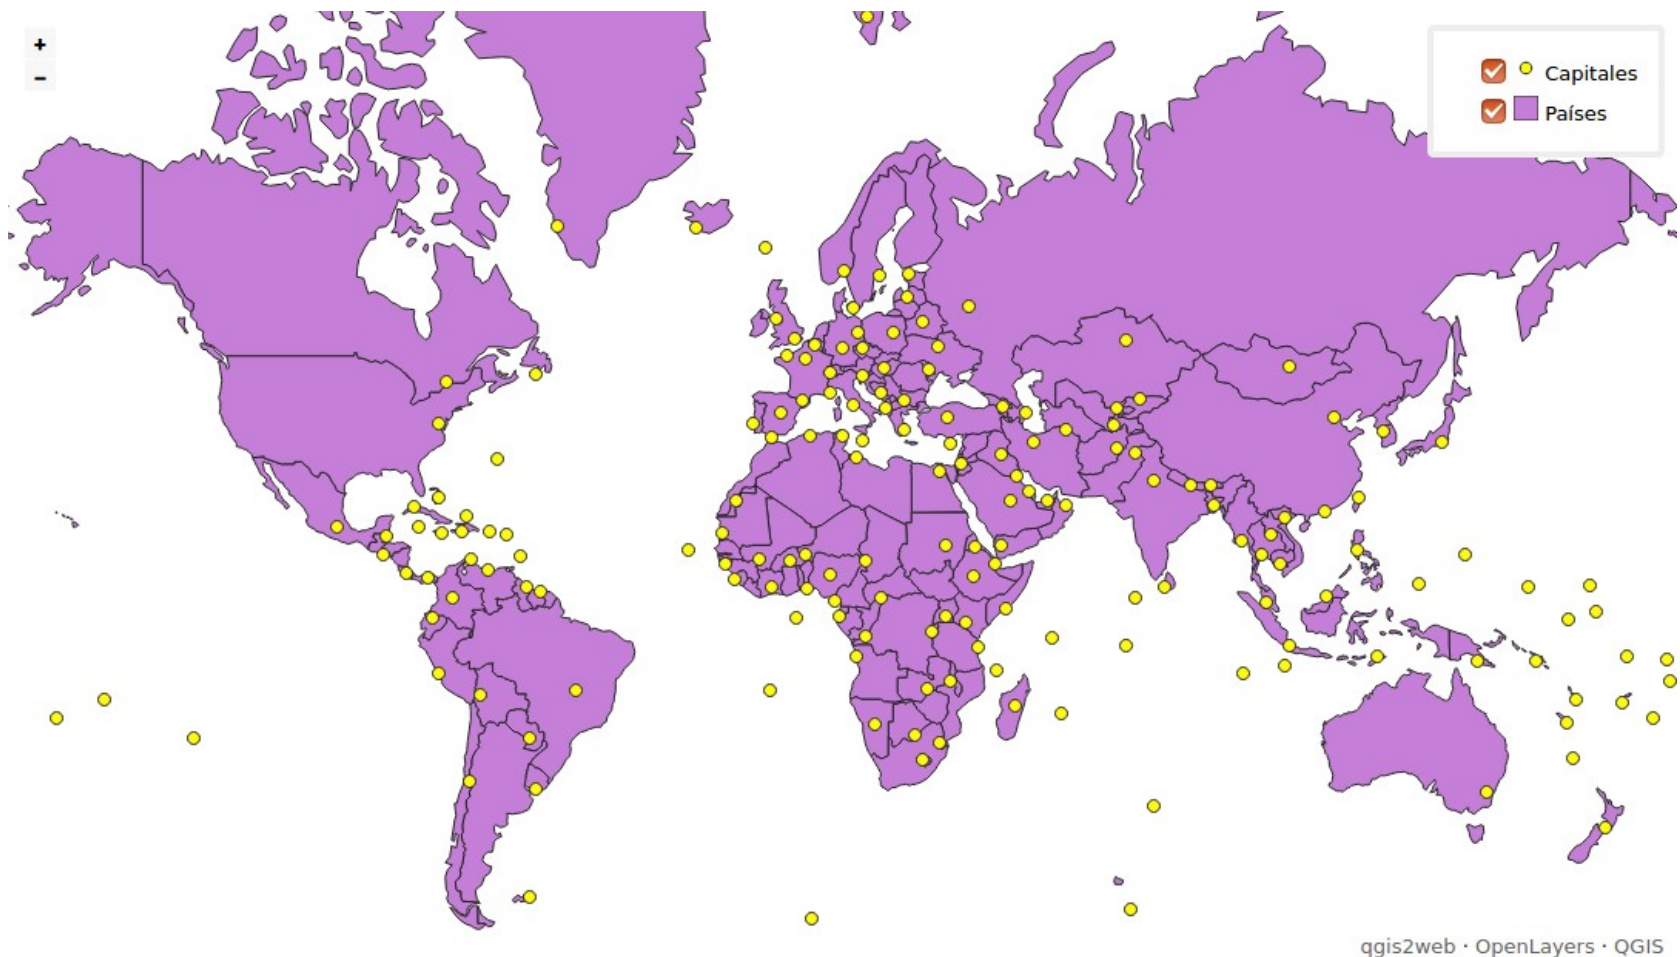 +
−
Capitales
Países
qgis2web · OpenLayers · QGIS